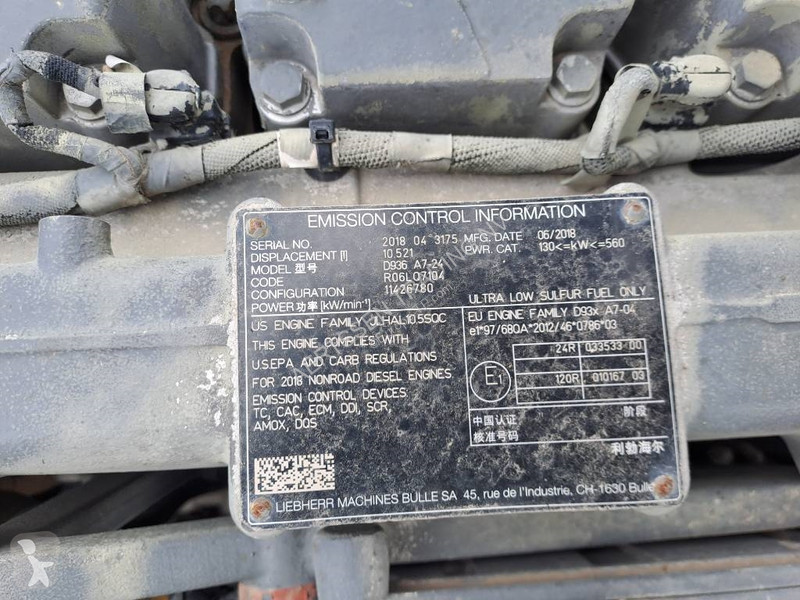 EMISSION CONTROL INFORMATION
SERIAL NO. 2018 04 3175 MFG. DATE 06/2018
DISPLACEMENT [l] 10.521 PWR. CAT. 130<=kW<=560
MODEL 型号 D936 A7-24
CODE R06L07104
CONFIGURATION 11426780
POWER 功率 [kW/min⁻¹]
ULTRA LOW SULFUR FUEL ONLY
US ENGINE FAMILY JLHAL10.5SOC
THIS ENGINE COMPLIES WITH
U.S.EPA AND CARB REGULATIONS
FOR 2018 NONROAD DIESEL ENGINES
EMISSION CONTROL DEVICES
TC, CAC, ECM, DDI, SCR,
AMOX, DOS
EU ENGINE FAMILY D93x A7-04
e1*97/68OA*2012/46*0786*03
E1
24R 033533 00
120R 010167 03
中国认证 阶段
核准号码
利勃海尔
LIEBHERR MACHINES BULLE SA 45, rue de l'Industrie, CH-1630 Bulle